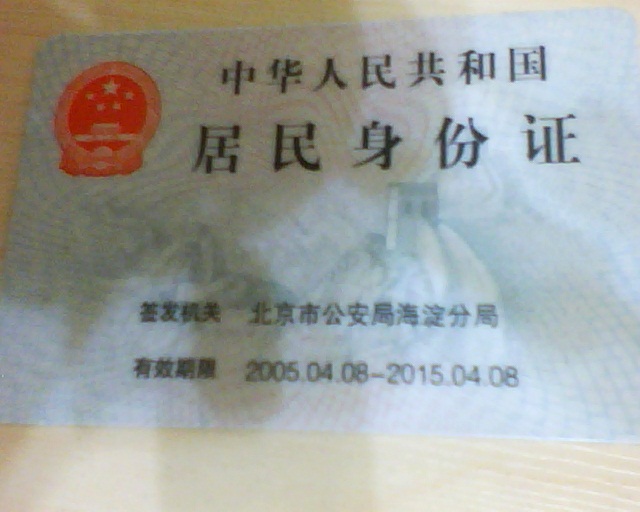 中华人民共和国
居民身份证
签发机关 北京市公安局海淀分局
有效期限 2005.04.08-2015.04.08